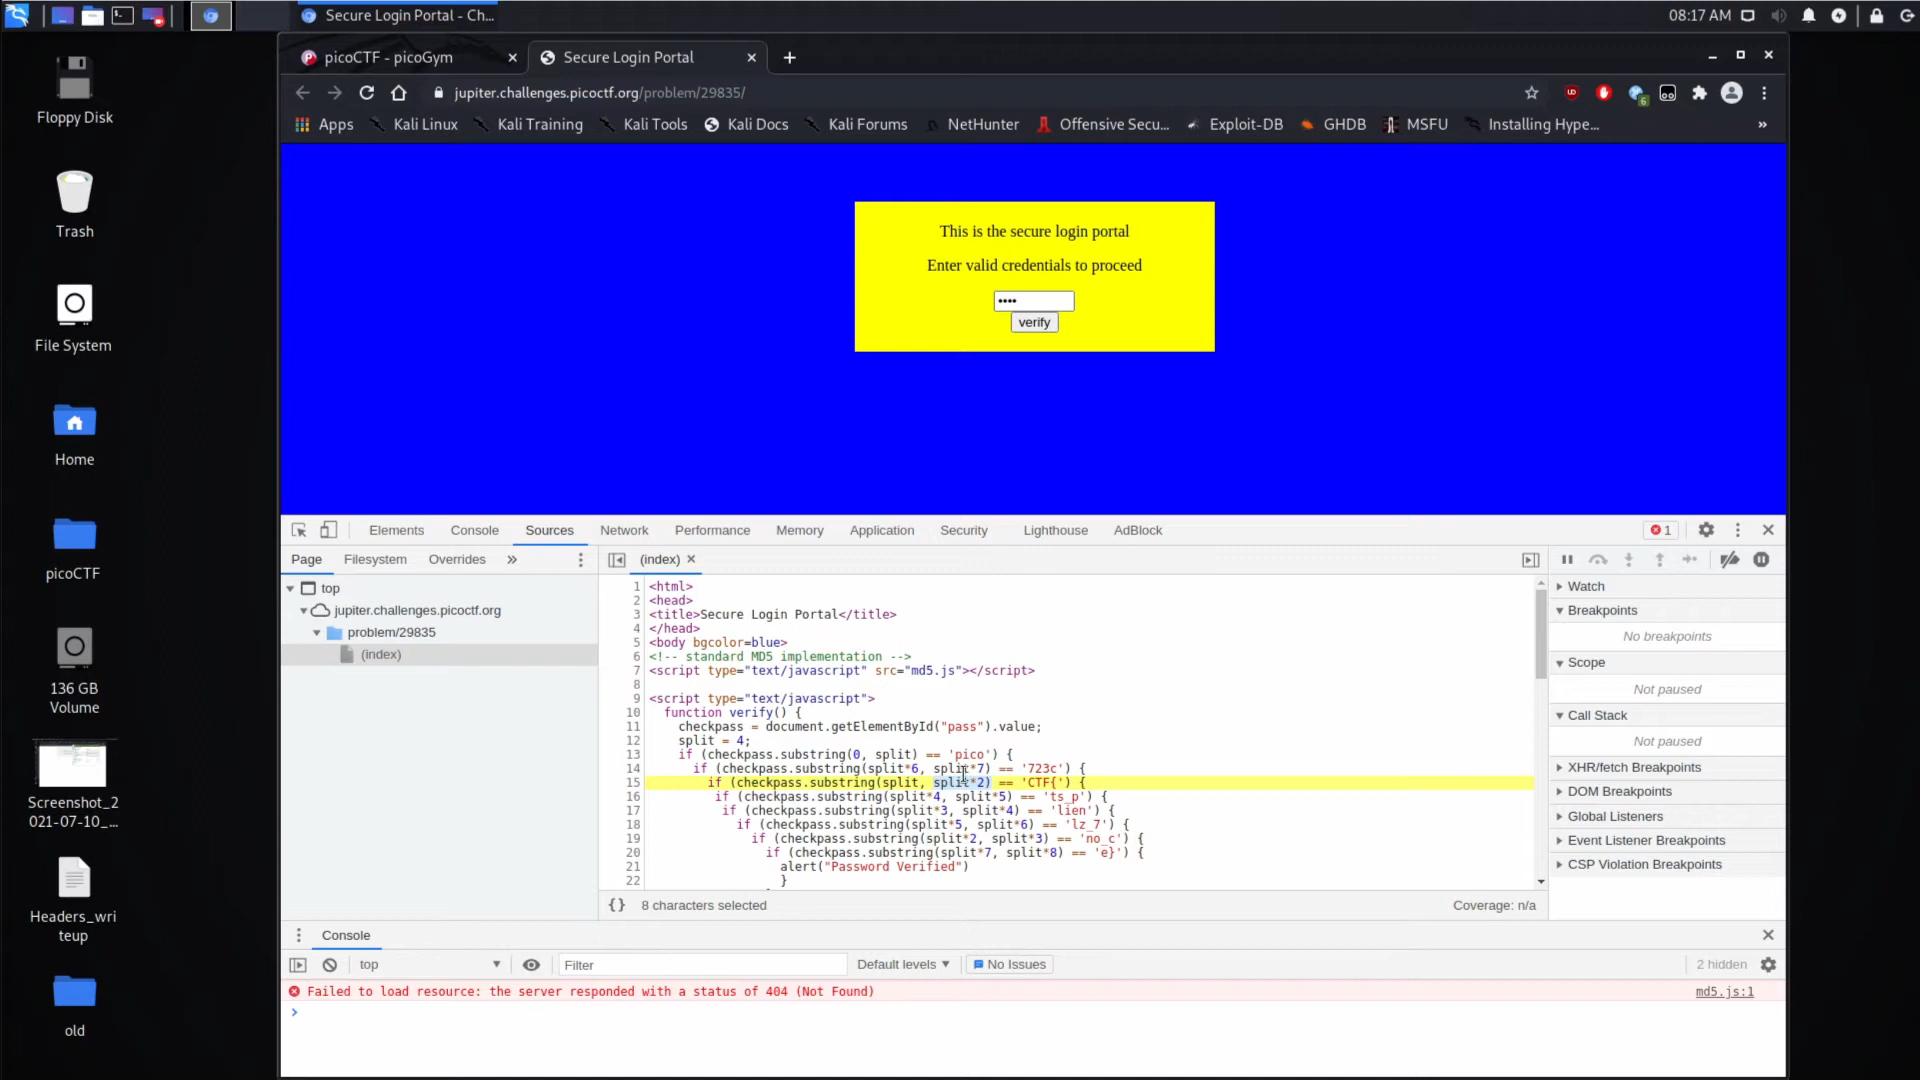 Secure Login Portal - Ch...
08:17 AM
Floppy Disk
Trash
File System
Home
picoCTF
136 GB
Volume
Screenshot_2
021-07-10_...
Headers_wri
teup
old
picoCTF - picoGym
Secure Login Portal
jupiter.challenges.picoctf.org/problem/29835/
6
Apps Kali Linux Kali Training Kali Tools Kali Docs Kali Forums NetHunter Offensive Secu... Exploit-DB GHDB MSFU Installing Hype... »
This is the secure login portal
Enter valid credentials to proceed
••••
verify
Elements Console Sources Network Performance Memory Application Security Lighthouse AdBlock 1
Page Filesystem Overrides »
(index)
top
jupiter.challenges.picoctf.org
problem/29835
(index)
1 <html>
2 <head>
3 <title>Secure Login Portal</title>
4 </head>
5 <body bgcolor=blue>
6 <!-- standard MD5 implementation -->
7 <script type="text/javascript" src="md5.js"></script>
8
9 <script type="text/javascript">
10 function verify() {
11 checkpass = document.getElementById("pass").value;
12 split = 4;
13 if (checkpass.substring(0, split) == 'pico') {
14 if (checkpass.substring(split*6, split*7) == '723c') {
15 if (checkpass.substring(split, split*2) == 'CTF{') {
16 if (checkpass.substring(split*4, split*5) == 'ts_p') {
17 if (checkpass.substring(split*3, split*4) == 'lien') {
18 if (checkpass.substring(split*5, split*6) == 'lz_7') {
19 if (checkpass.substring(split*2, split*3) == 'no_c') {
20 if (checkpass.substring(split*7, split*8) == 'e}') {
21 alert("Password Verified")
22 }
{} 8 characters selected
Coverage: n/a
Watch
Breakpoints
No breakpoints
Scope
Not paused
Call Stack
Not paused
XHR/fetch Breakpoints
DOM Breakpoints
Global Listeners
Event Listener Breakpoints
CSP Violation Breakpoints
Console
top Filter Default levels No Issues 2 hidden
Failed to load resource: the server responded with a status of 404 (Not Found) md5.js:1
>